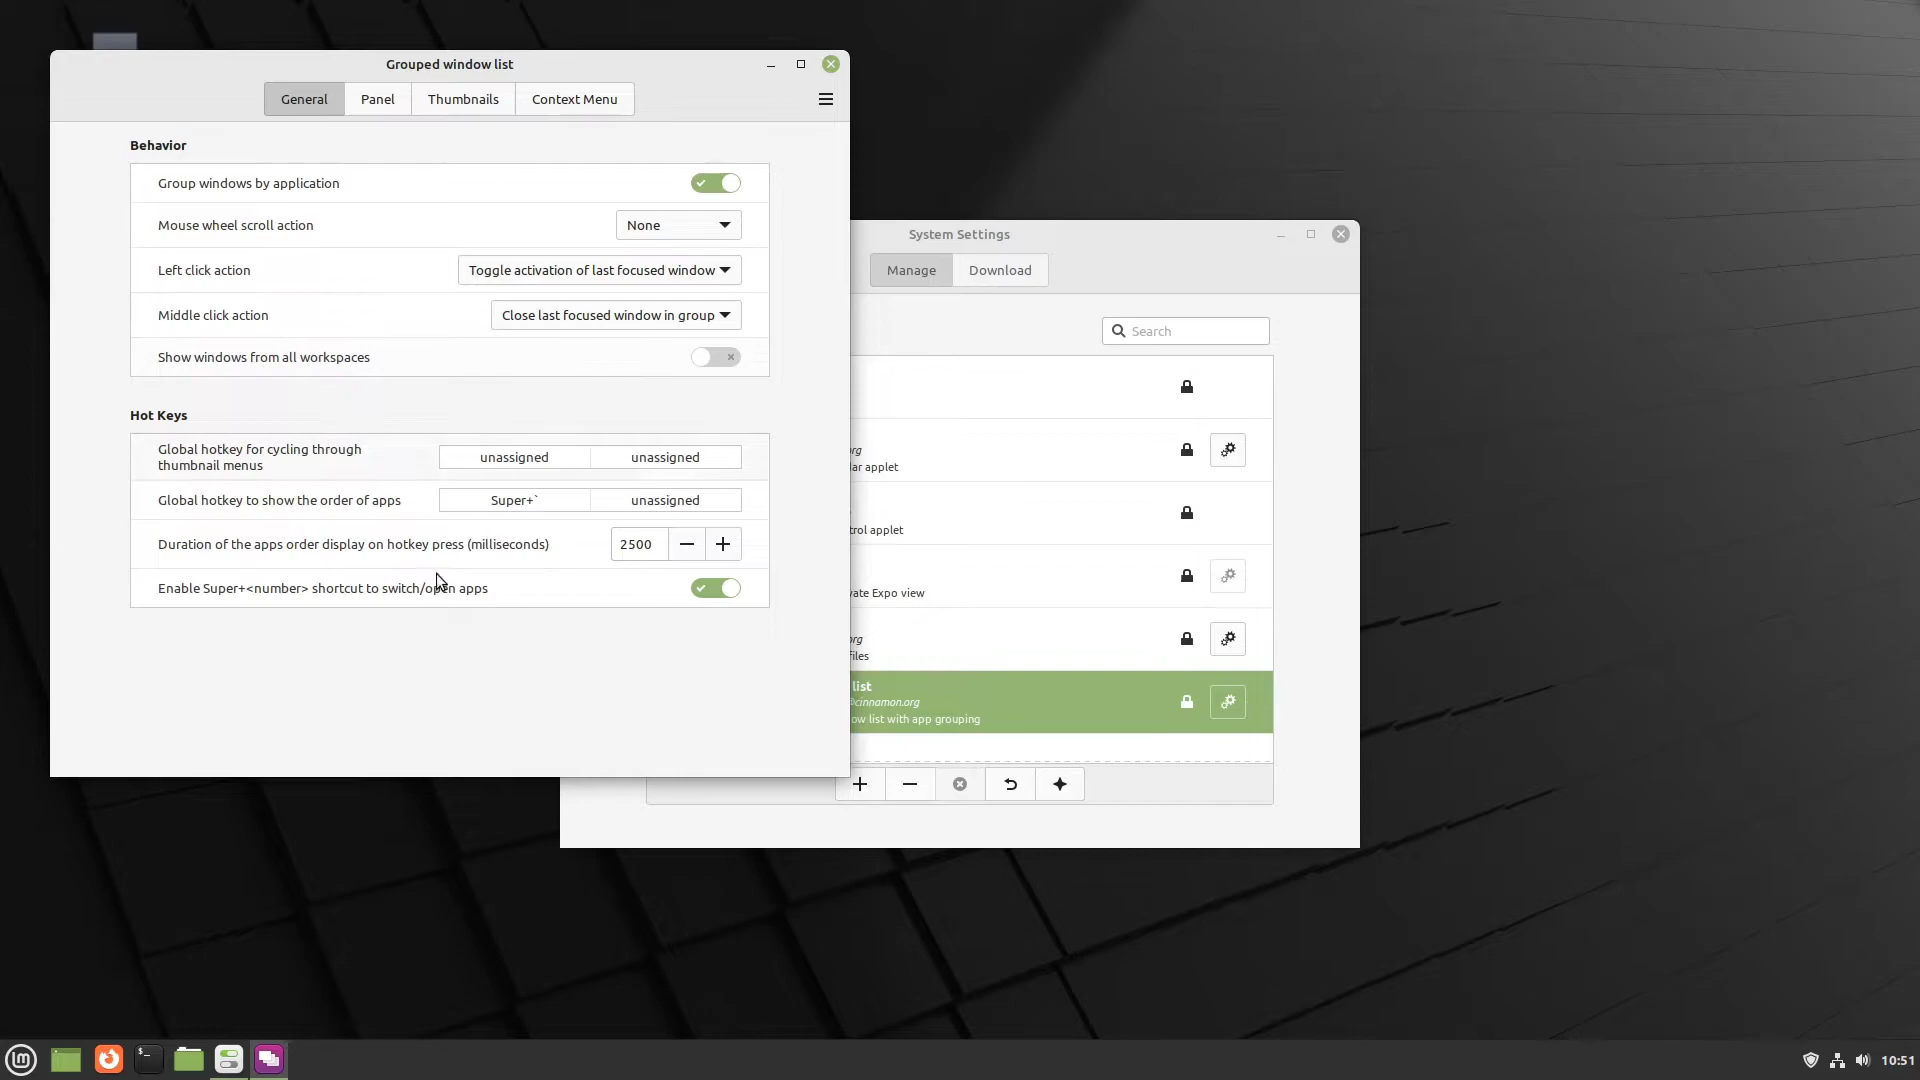 Grouped window list
General Panel Thumbnails Context Menu
Behavior
Group windows by application
Mouse wheel scroll action None
Left click action Toggle activation of last focused window
Middle click action Close last focused window in group
Show windows from all workspaces
Hot Keys
Global hotkey for cycling through
thumbnail menus
unassigned unassigned
Global hotkey to show the order of apps Super+` unassigned
Duration of the apps order display on hotkey press (milliseconds) 2500
Enable Super+<number> shortcut to switch/open apps
System Settings
Manage Download
Search
org
lar applet
trol applet
vate Expo view
org
files
list
@cinnamon.org
ow list with app grouping
10:51